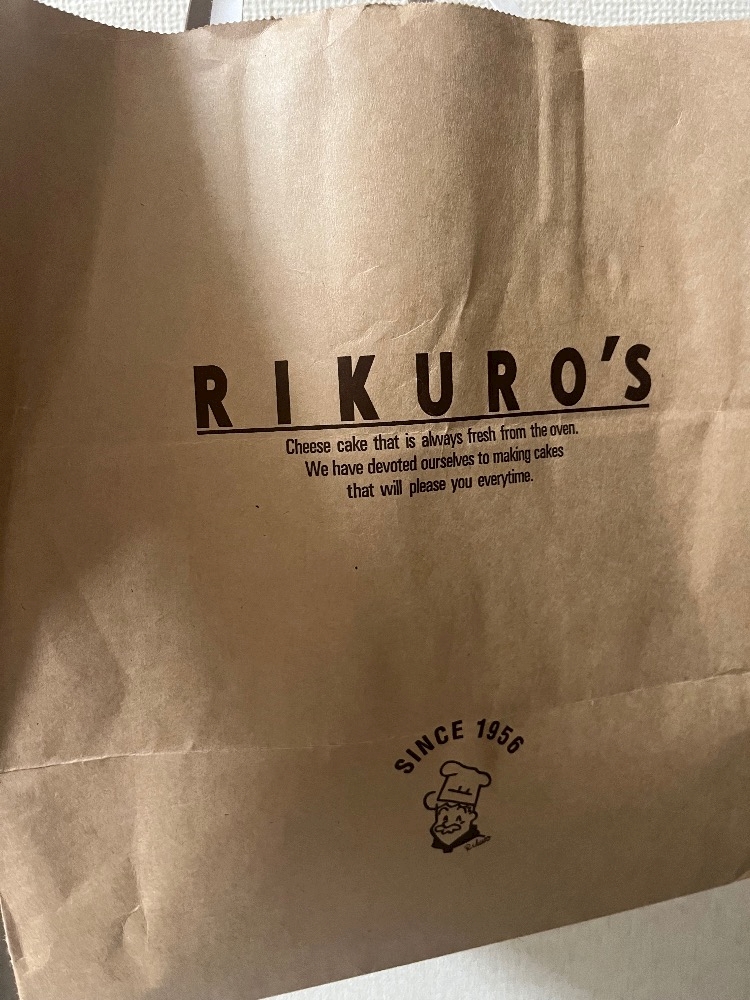 RIKURO'S
Cheese cake that is always fresh from the oven.
We have devoted ourselves to making cakes
that will please you everytime.
SINCE 1956